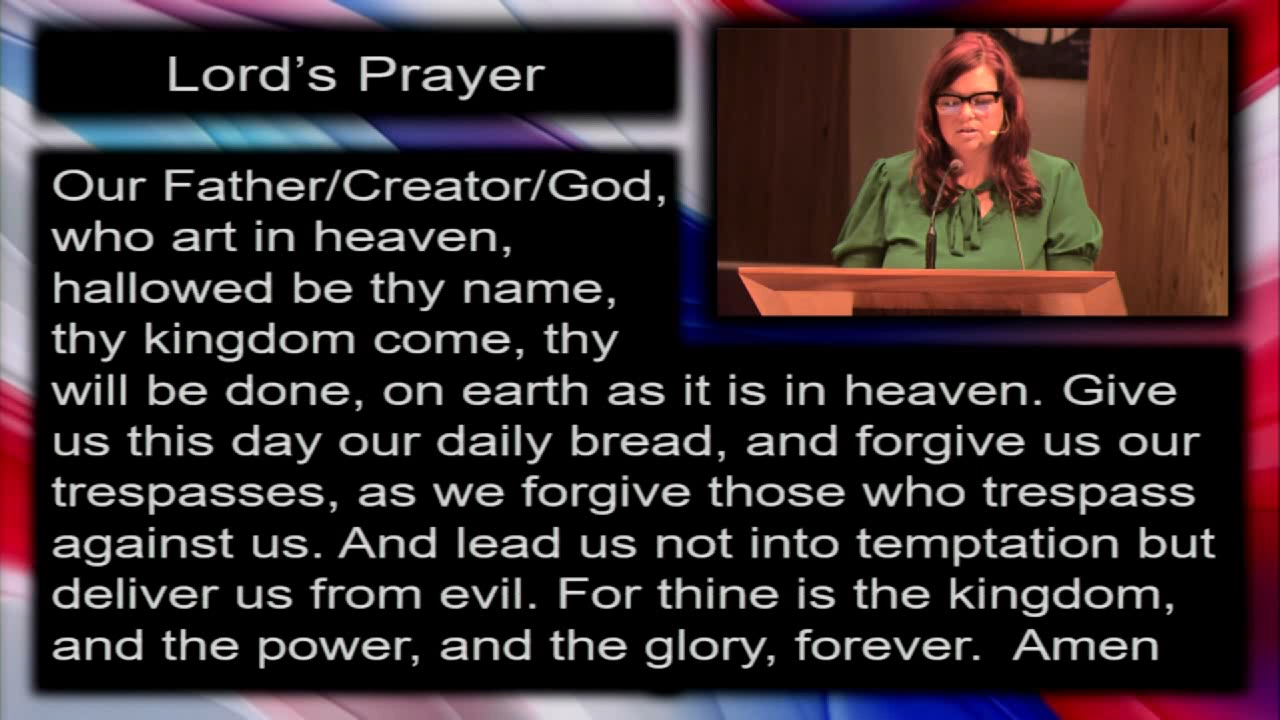 Lord’s Prayer
Our Father/Creator/God,
who art in heaven,
hallowed be thy name,
thy kingdom come, thy
will be done, on earth as it is in heaven. Give
us this day our daily bread, and forgive us our
trespasses, as we forgive those who trespass
against us. And lead us not into temptation but
deliver us from evil. For thine is the kingdom,
and the power, and the glory, forever.  Amen